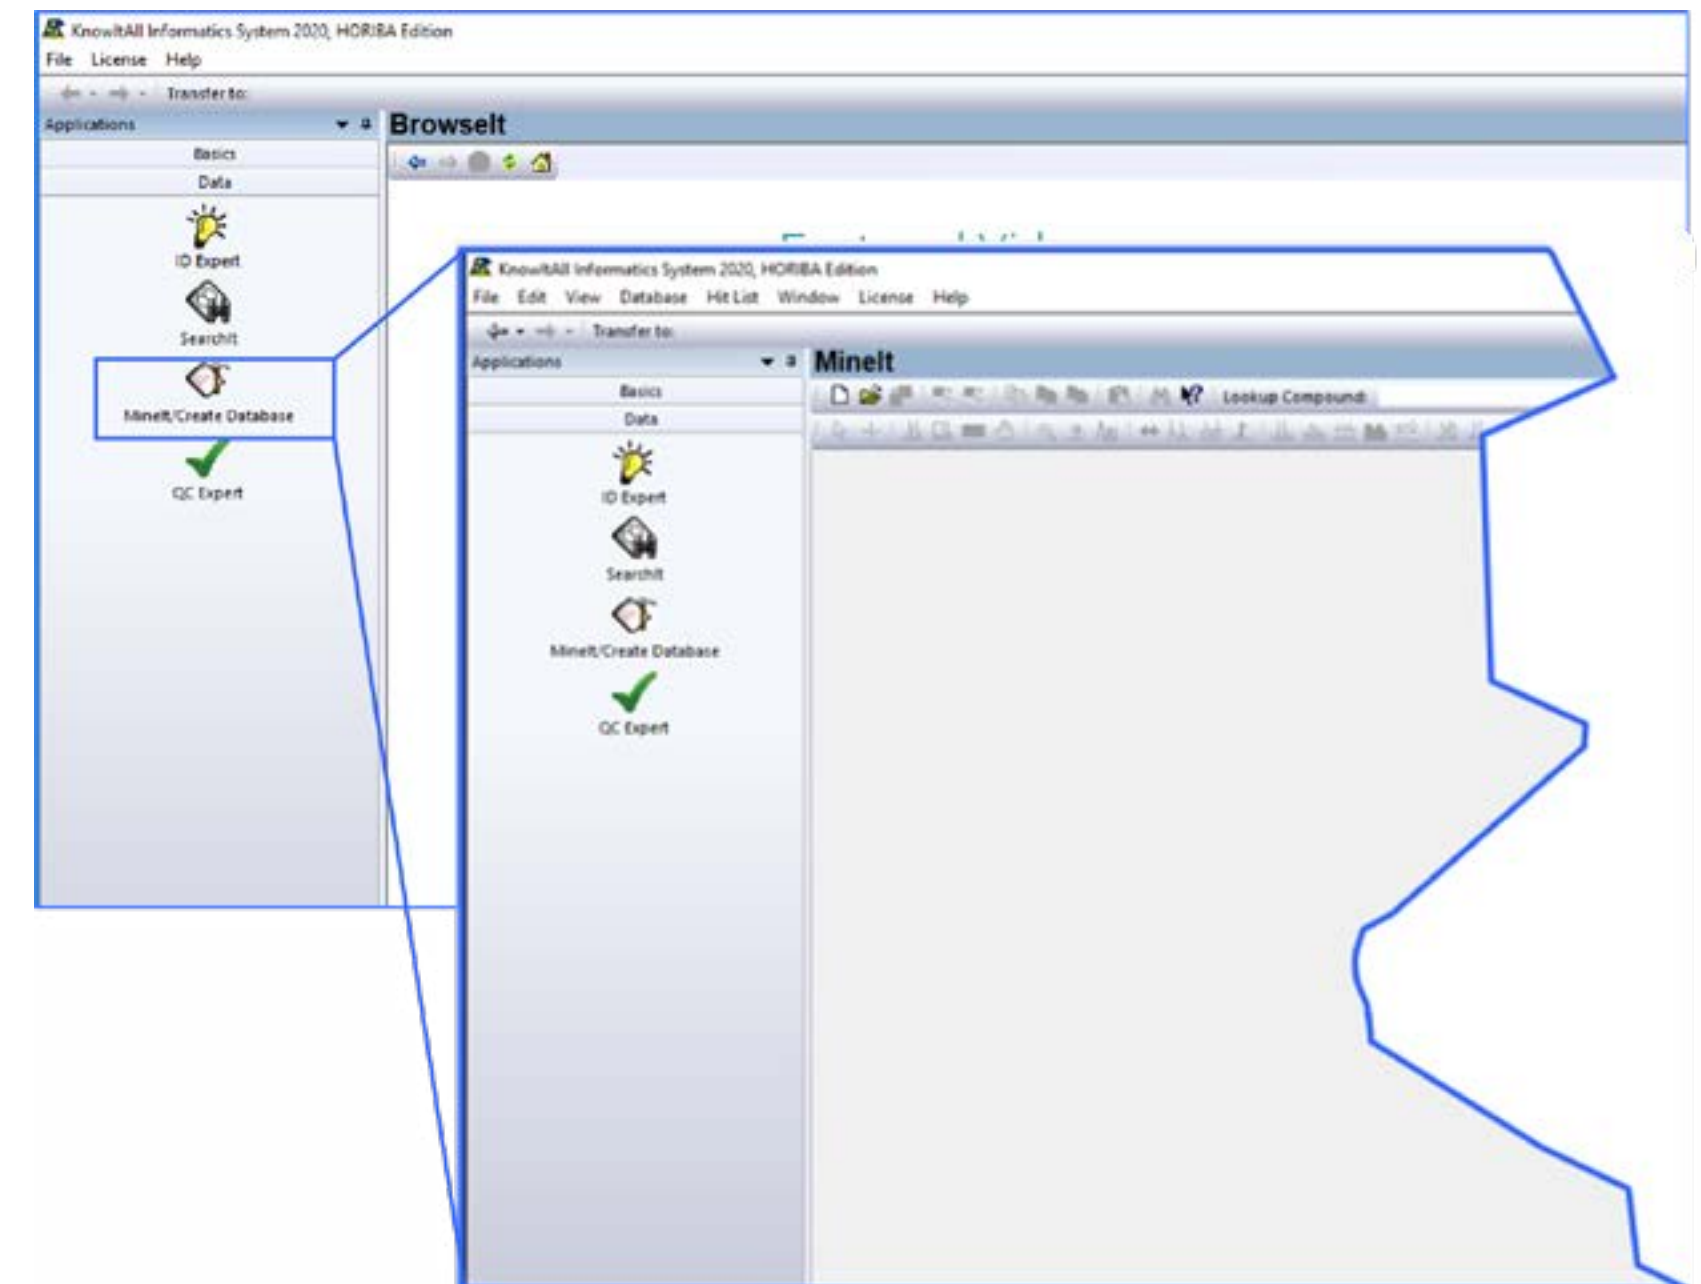 KnowItAll Informatics System 2020, HORIBA Edition
File License Help
Transfer to:
Applications
BrowseIt
Basics
Data
ID Expert
SearchIt
MineIt/Create Database
QC Expert
KnowItAll Informatics System 2020, HORIBA Edition
File Edit View Database Hit List Window License Help
Transfer to:
Applications
MineIt
Basics
Lookup Compound:
Data
ID Expert
SearchIt
MineIt/Create Database
QC Expert